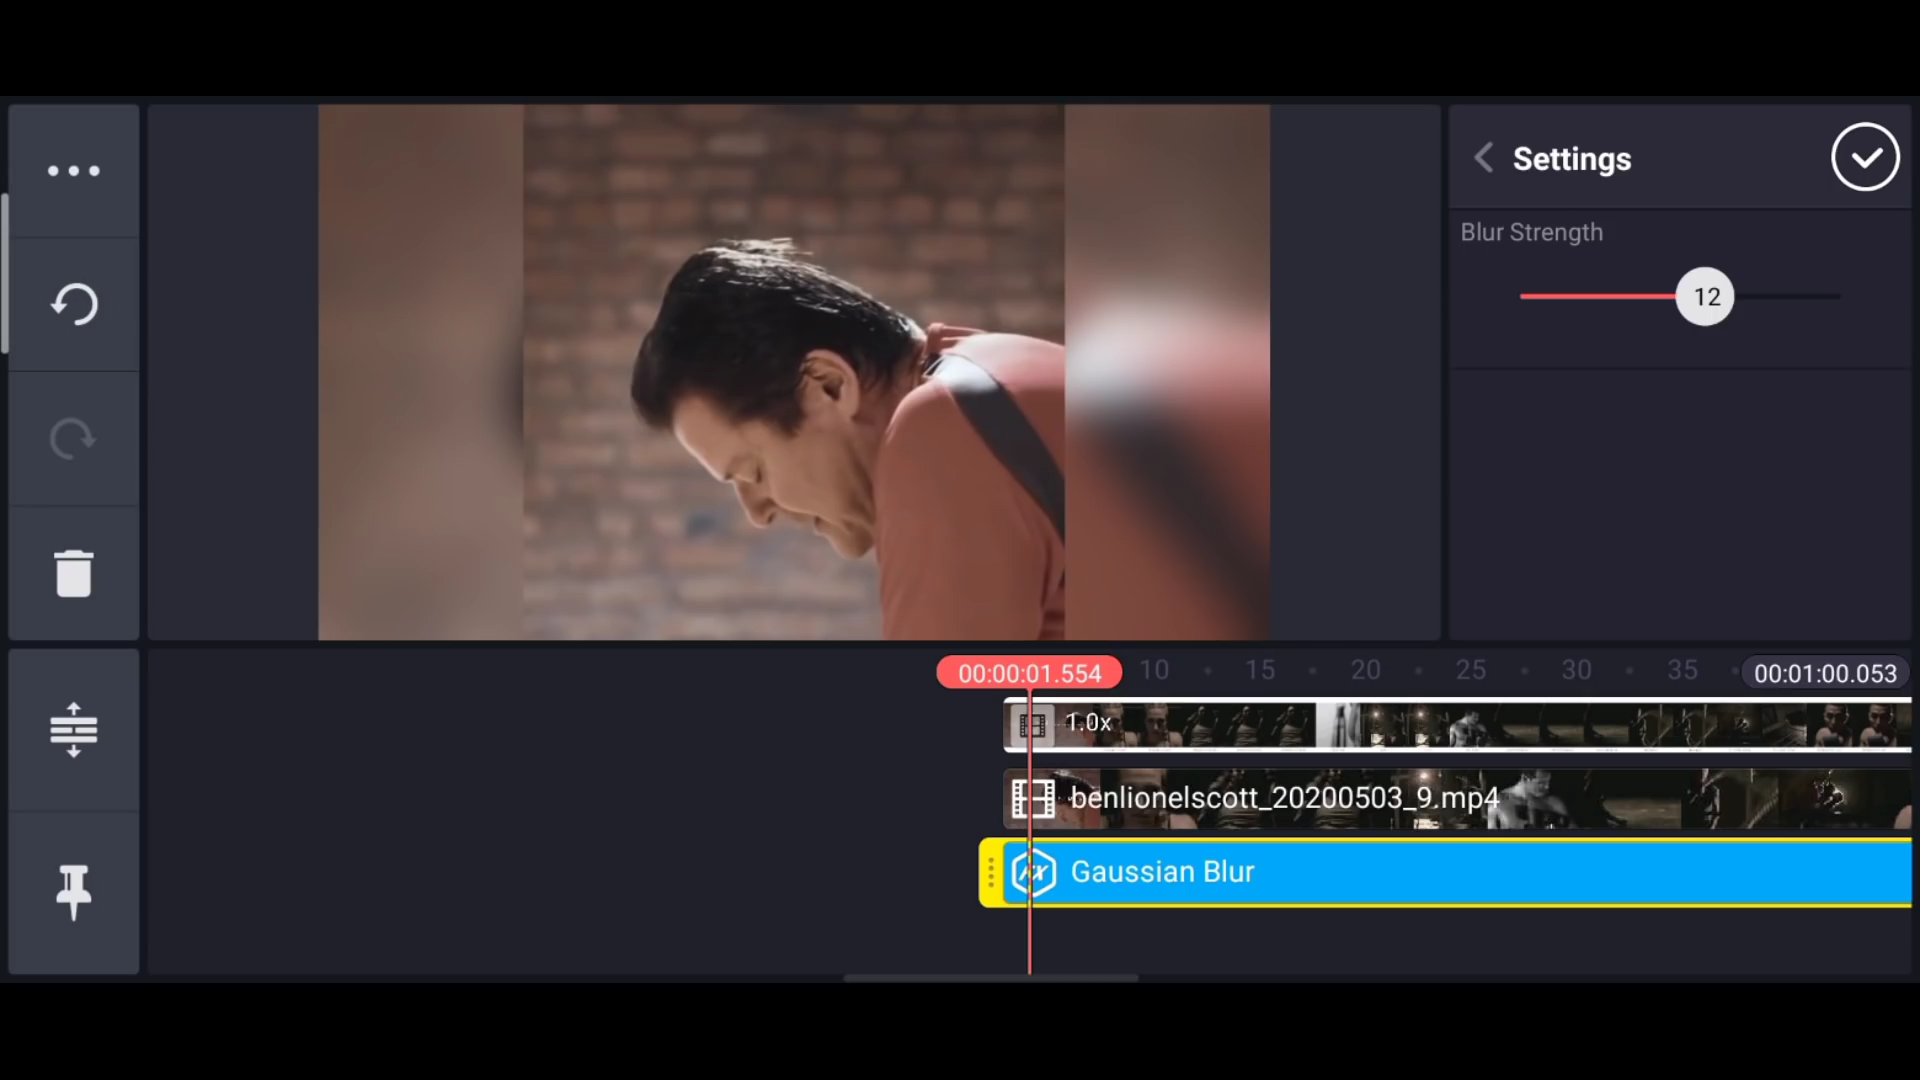 Settings
Blur Strength
12
00:00:01.554 10 15 20 25 30 35 00:01:00.053
1.0x
benlionelscott_20200503_9.mp4
FX Gaussian Blur